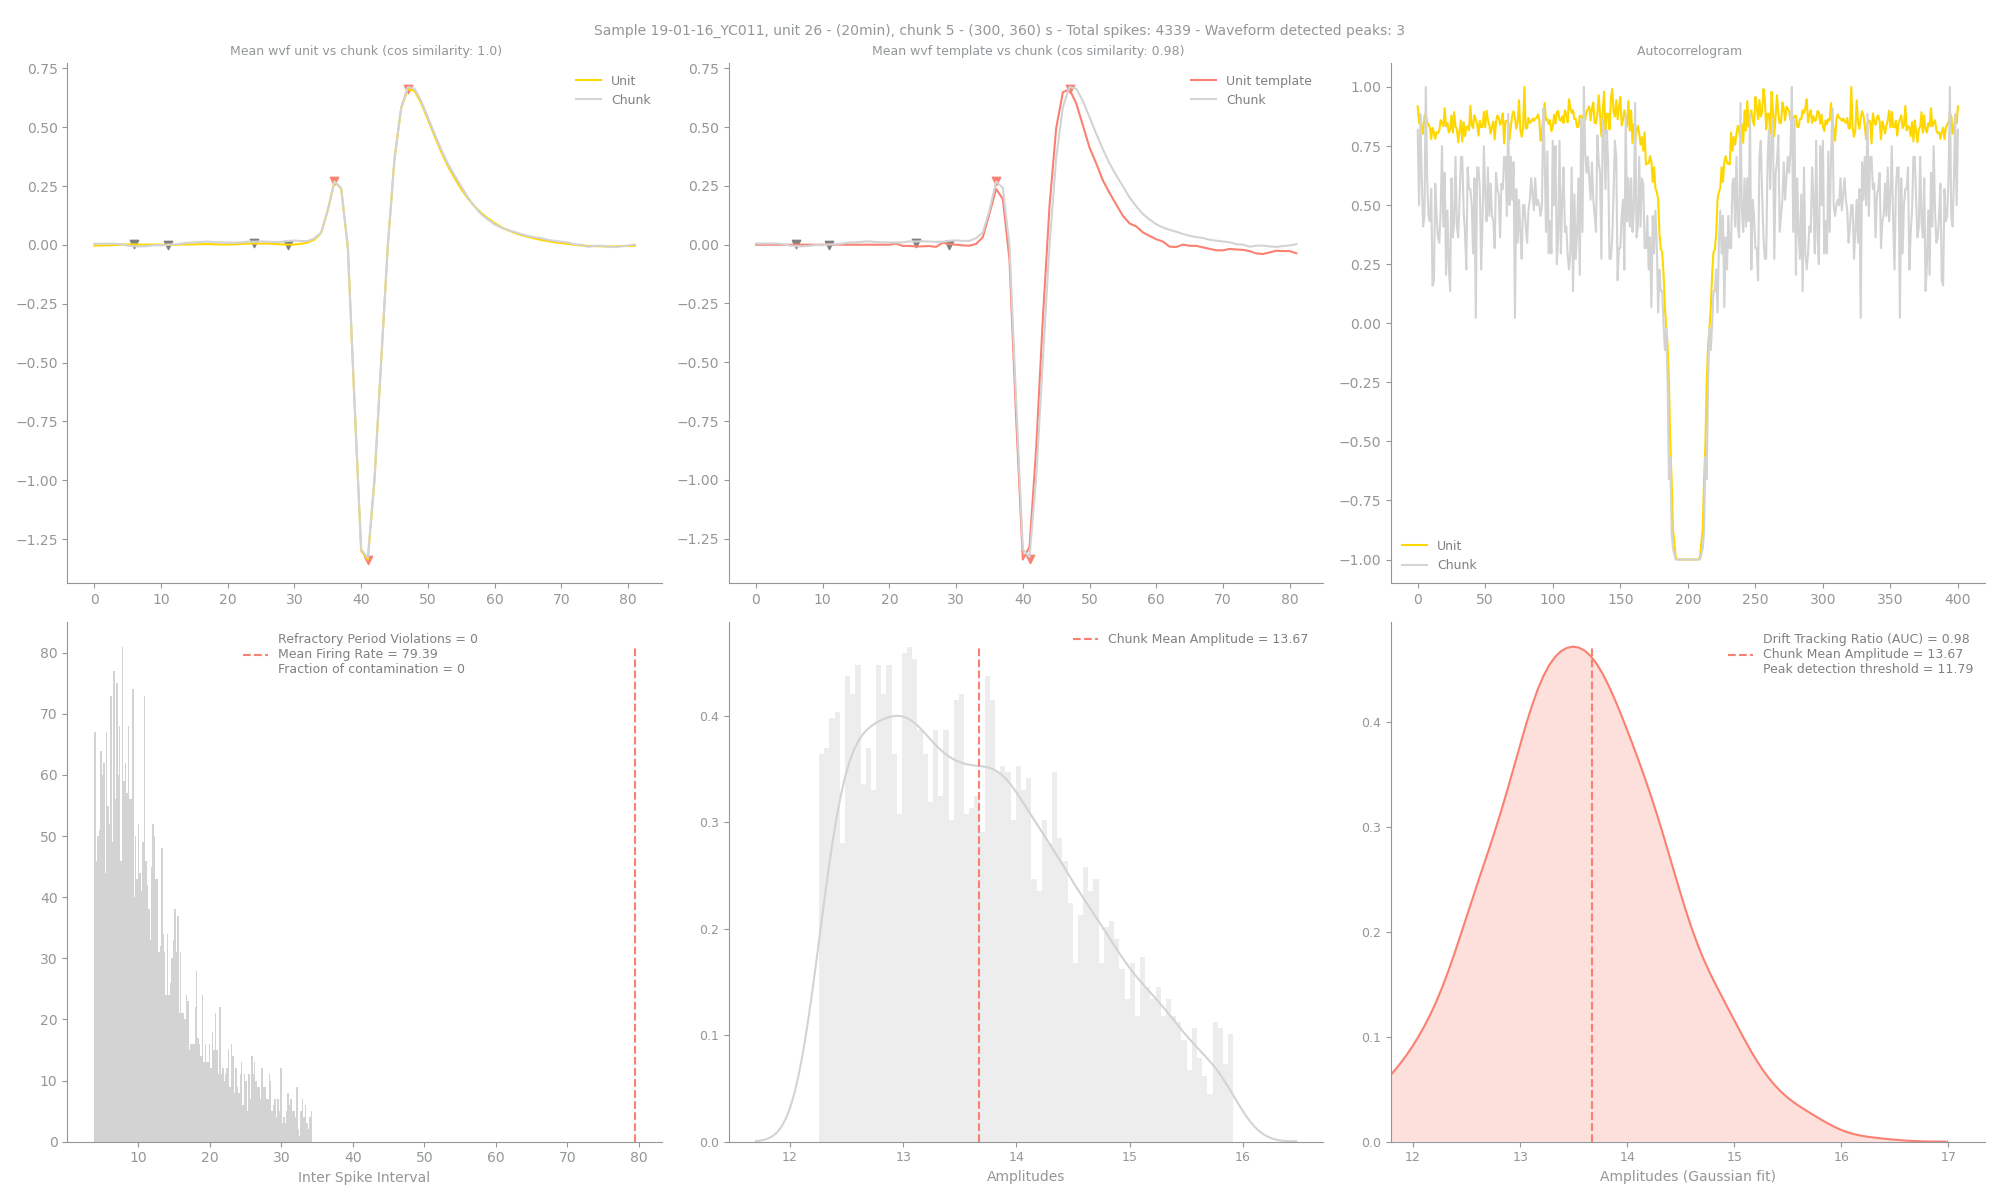 Sample 19-01-16_YC011, unit 26 - (20min), chunk 5 - (300, 360) s - Total spikes: 4339 - Waveform detected peaks: 3
Mean wvf unit vs chunk (cos similarity: 1.0)
0.75
0.50
0.25
0.00
−0.25
−0.50
−0.75
−1.00
−1.25
0 10 20 30 40 50 60 70 80
Unit
Chunk
Mean wvf template vs chunk (cos similarity: 0.98)
0.75
0.50
0.25
0.00
−0.25
−0.50
−0.75
−1.00
−1.25
0 10 20 30 40 50 60 70 80
Unit template
Chunk
Autocorrelogram
1.00
0.75
0.50
0.25
0.00
−0.25
−0.50
−0.75
−1.00
0 50 100 150 200 250 300 350 400
Unit
Chunk
80
70
60
50
40
30
20
10
0
10 20 30 40 50 60 70 80
Inter Spike Interval
Refractory Period Violations = 0
Mean Firing Rate = 79.39
Fraction of contamination = 0
0.4
0.3
0.2
0.1
0.0
12 13 14 15 16
Amplitudes
Chunk Mean Amplitude = 13.67
0.4
0.3
0.2
0.1
0.0
12 13 14 15 16 17
Amplitudes (Gaussian fit)
Drift Tracking Ratio (AUC) = 0.98
Chunk Mean Amplitude = 13.67
Peak detection threshold = 11.79